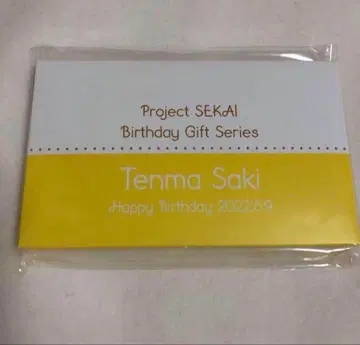 Project SEKAI
Birthday Gift Series
Tenma Saki
Happy Birthday 2022.5.9